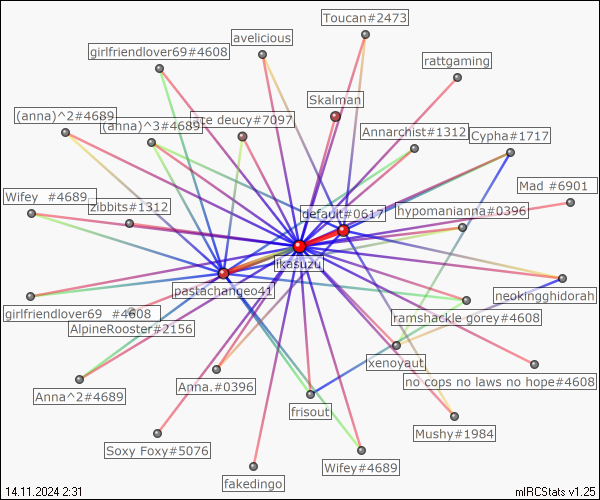 Toucan#2473
avelicious
girlfriendlover69#4608
rattgaming
Skalman
(anna)^2#4689
ce deucy#7097
(anna)^3#4689
Annarchist#1312
Cypha#1717
Mad #6901
Wifey #4689
zibbits#1312
default#0617
hypomanianna#0396
ikasuzu
pastachange041
neokingghidorah
girlfriendlover69 #4608
ramshackle gorey#4608
AlpineRooster#2156
xenoyaut
no cops no laws no hope#4608
Anna^2#4689
Anna.#0396
frisout
Mushy#1984
Soxy Foxy#5076
Wifey#4689
fakedingo
14.11.2024 2:31
mIRCStats v1.25